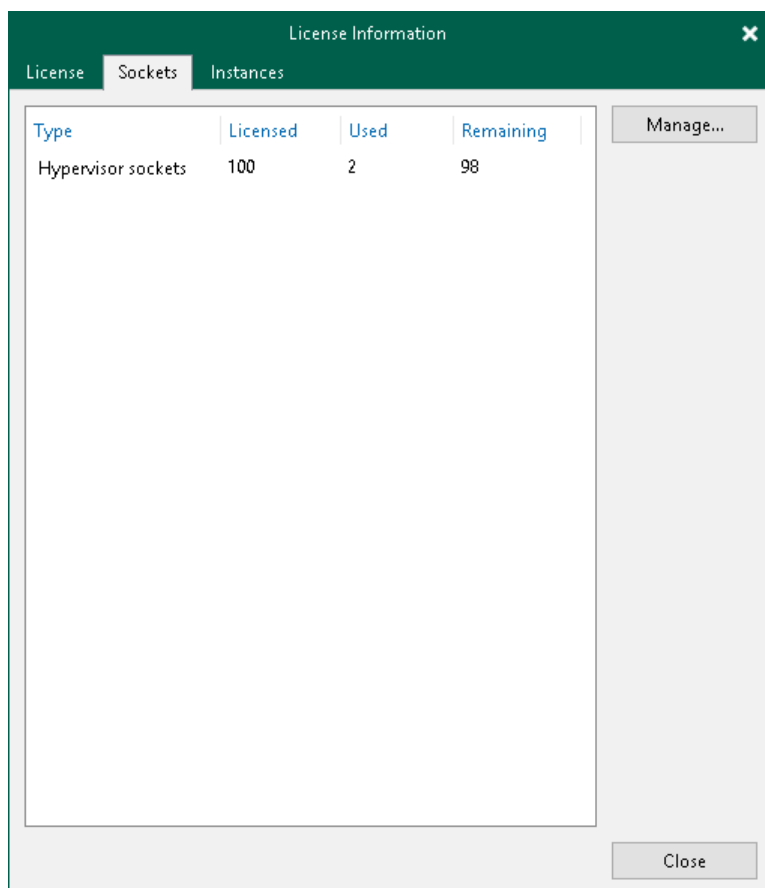 License Information
License Sockets Instances
Type Licensed Used Remaining Manage...
Hypervisor sockets 100 2 98
Close